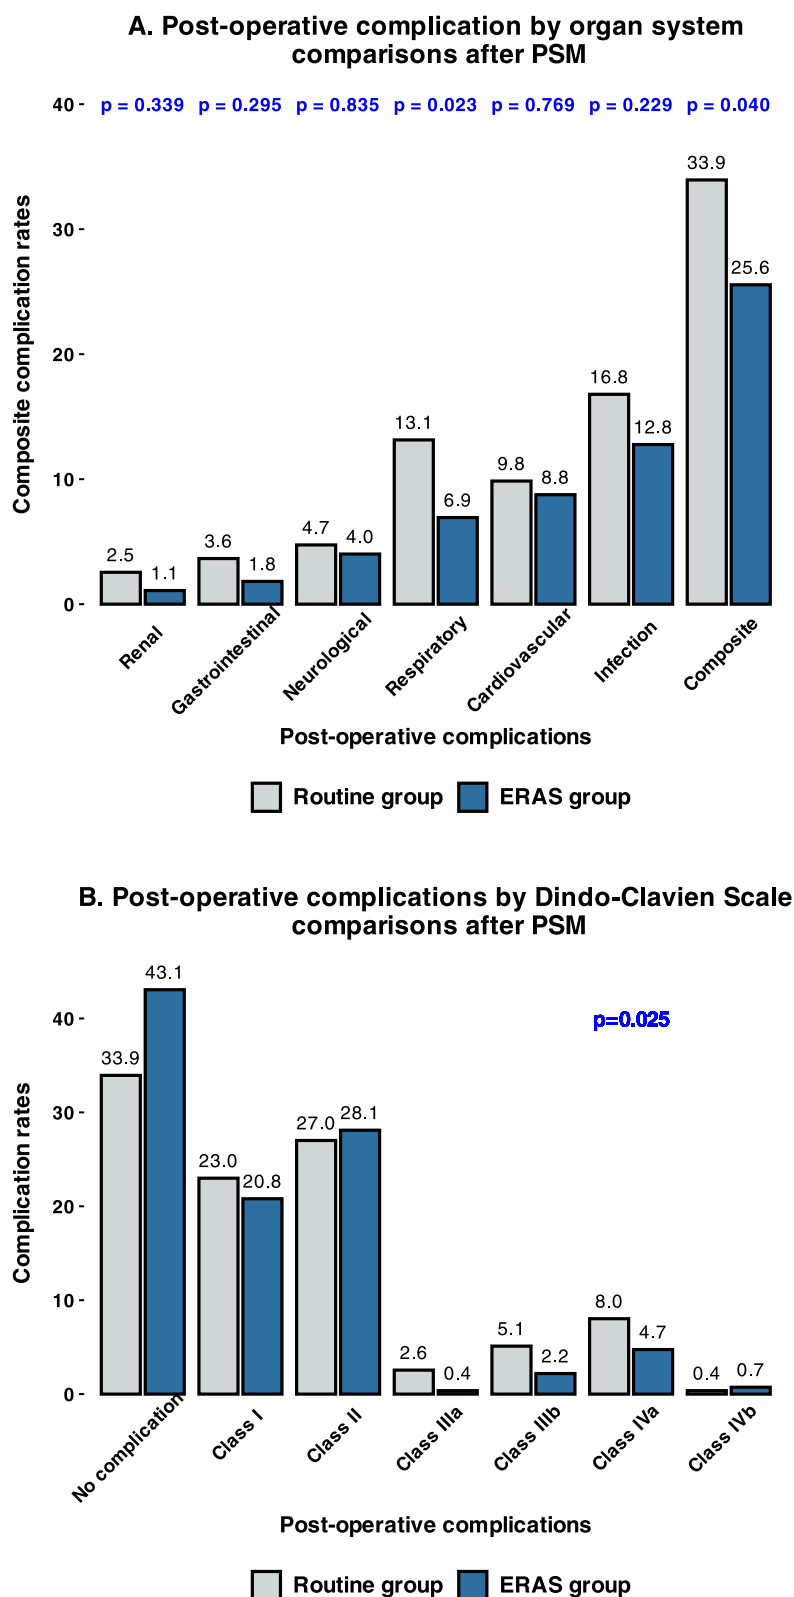 A. Post-operative complication by organ system
comparisons after PSM
Composite complication rates
40
30
20
10
0
p = 0.339 p = 0.295 p = 0.835 p = 0.023 p = 0.769 p = 0.229 p = 0.040
2.5 1.1 3.6 1.8 4.7 4.0 13.1 6.9 9.8 8.8 16.8 12.8 33.9 25.6
Renal Gastrointestinal Neurological Respiratory Cardiovascular Infection Composite
Post-operative complications
Routine group ERAS group
B. Post-operative complications by Dindo-Clavien Scale
comparisons after PSM
Complication rates
40
30
20
10
0
p=0.025
33.9 43.1 23.0 20.8 27.0 28.1 2.6 0.4 5.1 2.2 8.0 4.7 0.4 0.7
No complication Class I Class II Class IIIa Class IIIb Class IVa Class IVb
Post-operative complications
Routine group ERAS group